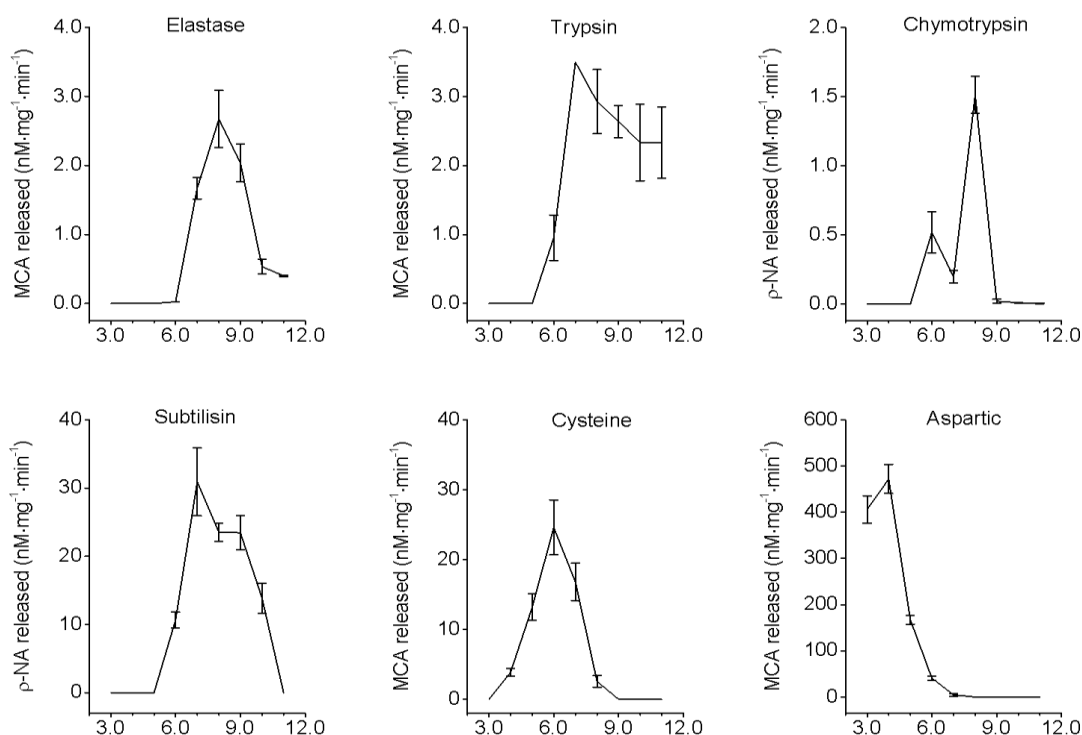 Elastase
MCA released (nM·mg⁻¹·min⁻¹)
4.0
3.0
2.0
1.0
0.0
3.0 6.0 9.0 12.0
Trypsin
MCA released (nM·mg⁻¹·min⁻¹)
4.0
3.0
2.0
1.0
0.0
3.0 6.0 9.0 12.0
Chymotrypsin
ρ-NA released (nM·mg⁻¹·min⁻¹)
2.0
1.5
1.0
0.5
0.0
3.0 6.0 9.0 12.0
Subtilisin
ρ-NA released (nM·mg⁻¹·min⁻¹)
40
30
20
10
0
3.0 6.0 9.0 12.0
Cysteine
MCA released (nM·mg⁻¹·min⁻¹)
40
30
20
10
0
3.0 6.0 9.0 12.0
Aspartic
MCA released (nM·mg⁻¹·min⁻¹)
600
500
400
300
200
100
0
3.0 6.0 9.0 12.0